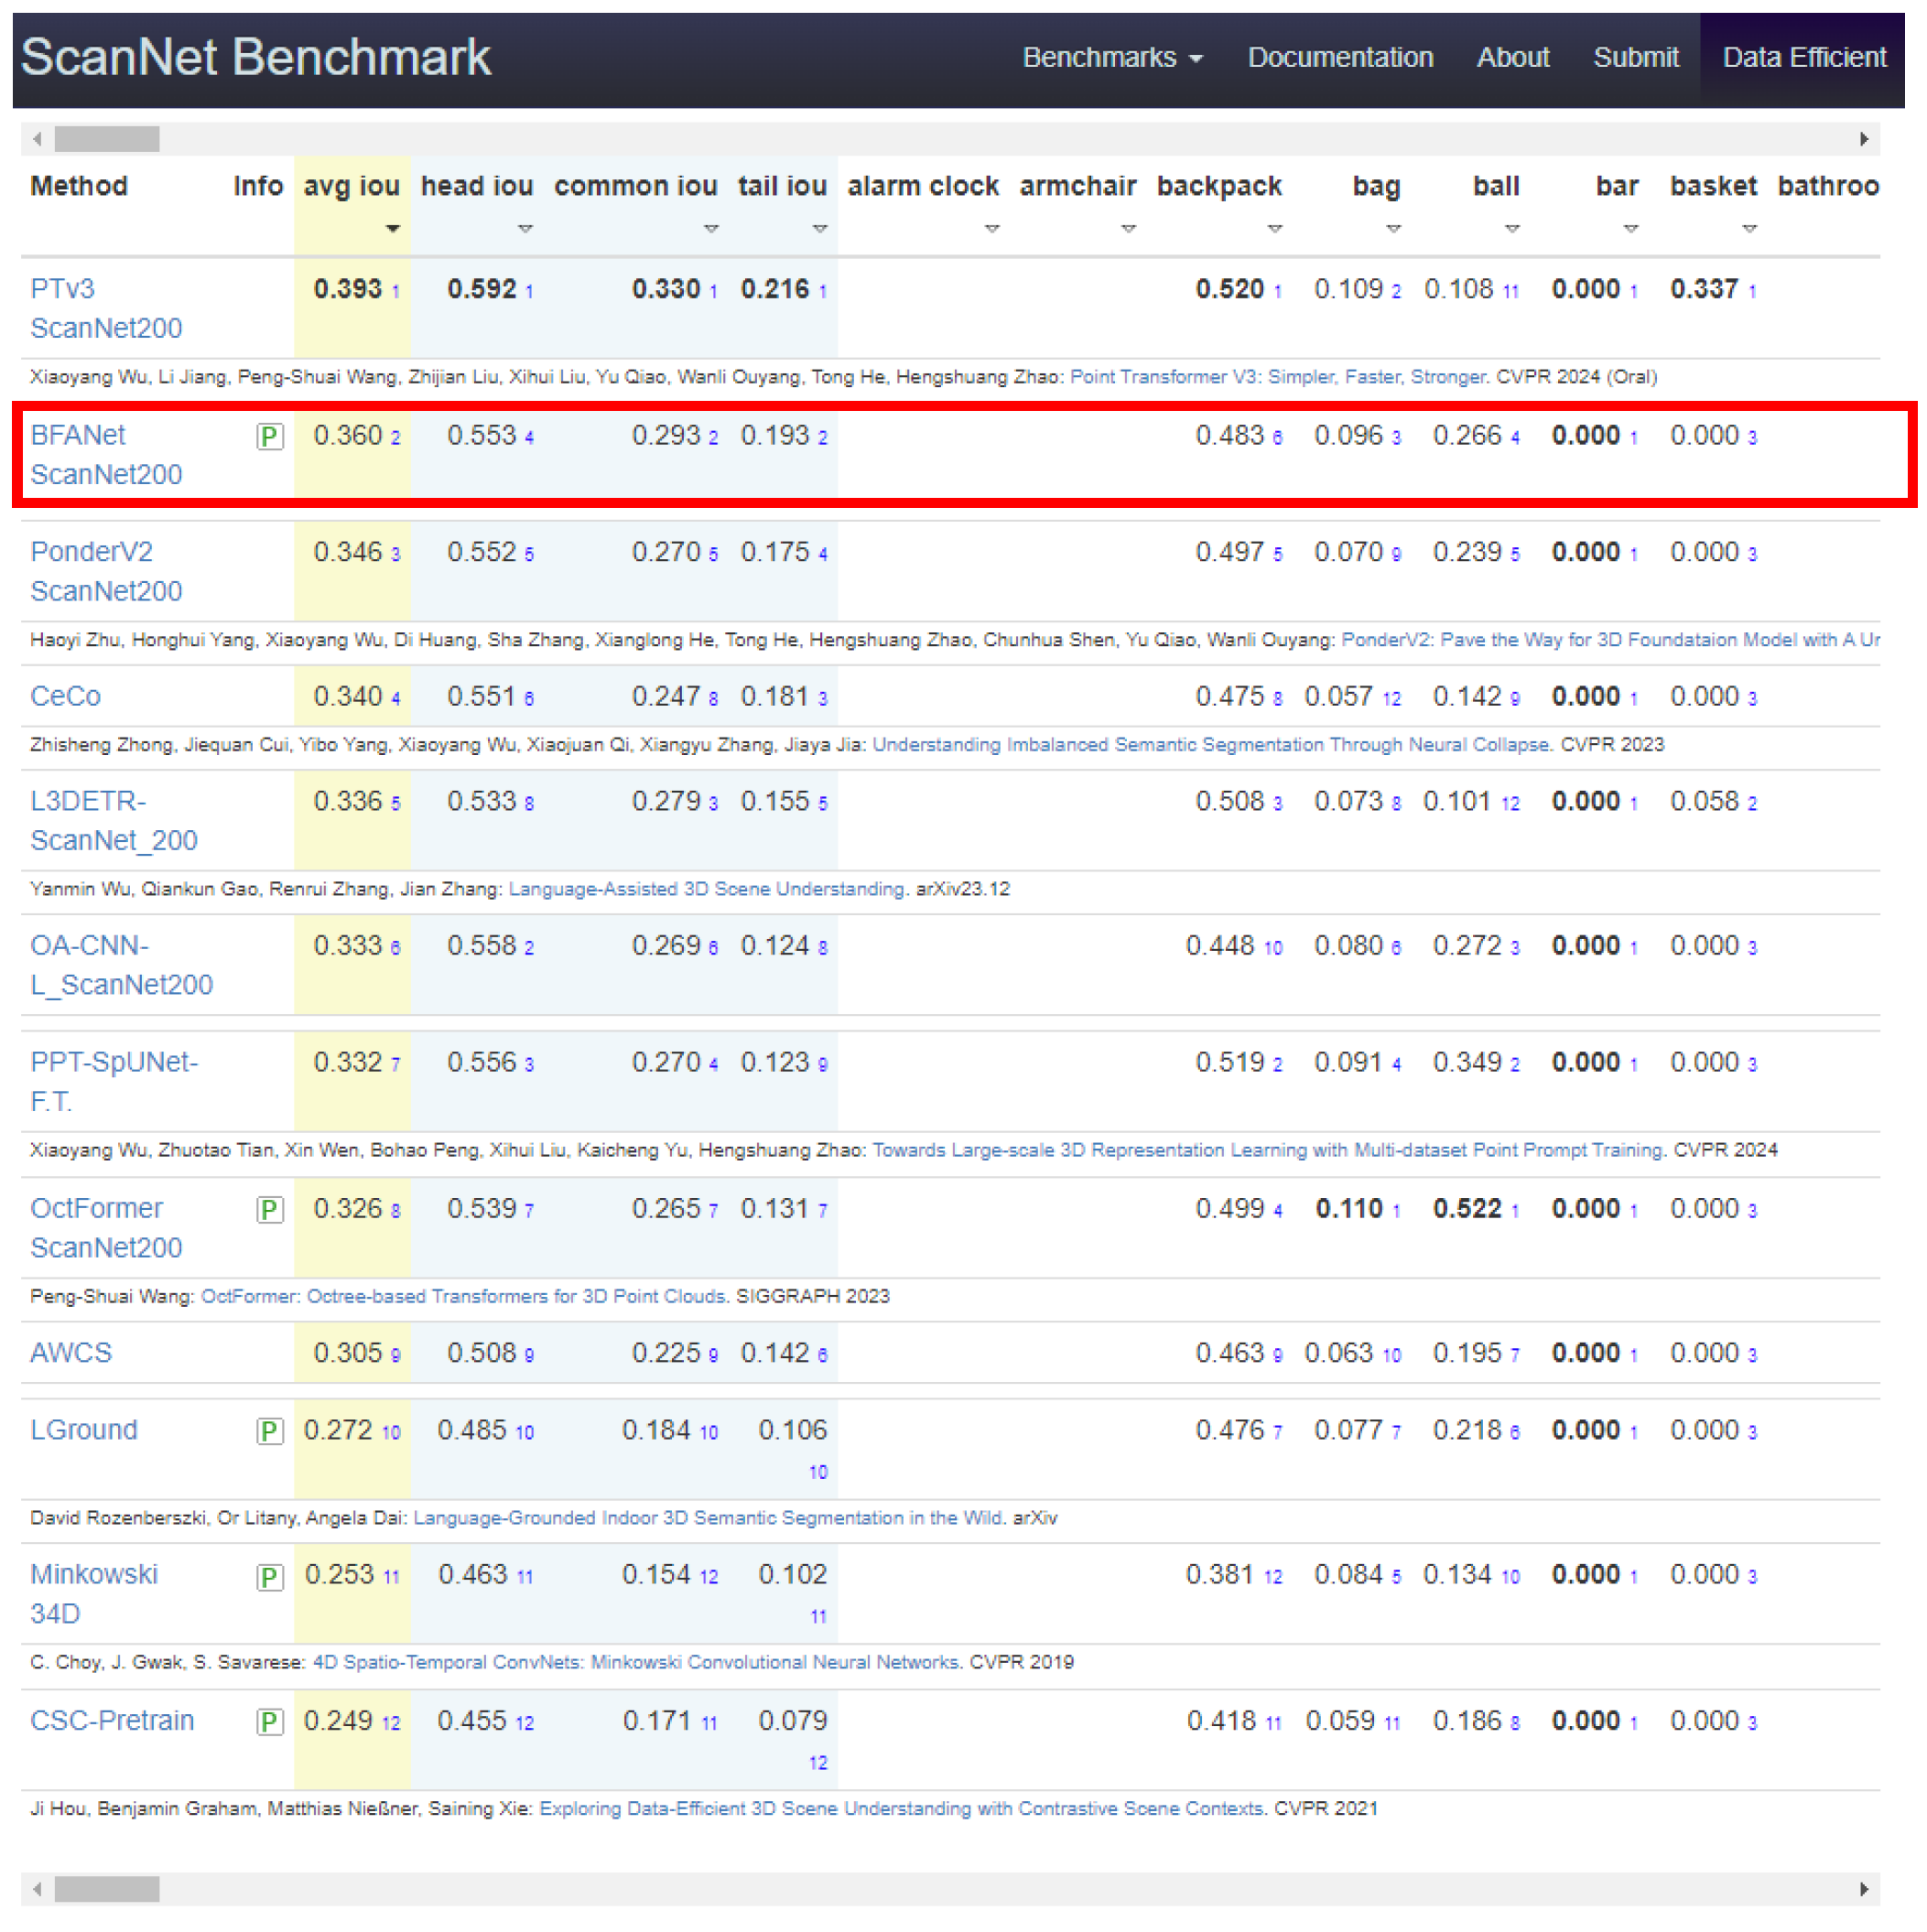 ScanNet Benchmark Benchmarks Documentation About Submit Data Efficient
Method Info avg iou head iou common iou tail iou alarm clock armchair backpack bag ball bar basket bathroo
PTv3 0.393 1 0.592 1 0.330 1 0.216 1 0.520 1 0.109 2 0.108 11 0.000 1 0.337 1
ScanNet200
Xiaoyang Wu, Li Jiang, Peng-Shuai Wang, Zhijian Liu, Xihui Liu, Yu Qiao, Wanli Ouyang, Tong He, Hengshuang Zhao: Point Transformer V3: Simpler, Faster, Stronger. CVPR 2024 (Oral)
BFANet P 0.360 2 0.553 4 0.293 2 0.193 2 0.483 6 0.096 3 0.266 4 0.000 1 0.000 3
ScanNet200
PonderV2 0.346 3 0.552 5 0.270 5 0.175 4 0.497 5 0.070 9 0.239 5 0.000 1 0.000 3
ScanNet200
Haoyi Zhu, Honghui Yang, Xiaoyang Wu, Di Huang, Sha Zhang, Xianglong He, Tong He, Hengshuang Zhao, Chunhua Shen, Yu Qiao, Wanli Ouyang: PonderV2: Pave the Way for 3D Foundataion Model with A Ur
CeCo 0.340 4 0.551 6 0.247 8 0.181 3 0.475 8 0.057 12 0.142 9 0.000 1 0.000 3
Zhisheng Zhong, Jiequan Cui, Yibo Yang, Xiaoyang Wu, Xiaojuan Qi, Xiangyu Zhang, Jiaya Jia: Understanding Imbalanced Semantic Segmentation Through Neural Collapse. CVPR 2023
L3DETR- 0.336 5 0.533 8 0.279 3 0.155 5 0.508 3 0.073 8 0.101 12 0.000 1 0.058 2
ScanNet_200
Yanmin Wu, Qiankun Gao, Renrui Zhang, Jian Zhang: Language-Assisted 3D Scene Understanding. arXiv23.12
OA-CNN- 0.333 6 0.558 2 0.269 6 0.124 8 0.448 10 0.080 6 0.272 3 0.000 1 0.000 3
L_ScanNet200
PPT-SpUNet- 0.332 7 0.556 3 0.270 4 0.123 9 0.519 2 0.091 4 0.349 2 0.000 1 0.000 3
F.T.
Xiaoyang Wu, Zhuotao Tian, Xin Wen, Bohao Peng, Xihui Liu, Kaicheng Yu, Hengshuang Zhao: Towards Large-scale 3D Representation Learning with Multi-dataset Point Prompt Training. CVPR 2024
OctFormer P 0.326 8 0.539 7 0.265 7 0.131 7 0.499 4 0.110 1 0.522 1 0.000 1 0.000 3
ScanNet200
Peng-Shuai Wang: OctFormer: Octree-based Transformers for 3D Point Clouds. SIGGRAPH 2023
AWCS 0.305 9 0.508 9 0.225 9 0.142 6 0.463 9 0.063 10 0.195 7 0.000 1 0.000 3
LGround P 0.272 10 0.485 10 0.184 10 0.106 0.476 7 0.077 7 0.218 6 0.000 1 0.000 3
10
David Rozenberszki, Or Litany, Angela Dai: Language-Grounded Indoor 3D Semantic Segmentation in the Wild. arXiv
Minkowski P 0.253 11 0.463 11 0.154 12 0.102 0.381 12 0.084 5 0.134 10 0.000 1 0.000 3
34D 11
C. Choy, J. Gwak, S. Savarese: 4D Spatio-Temporal ConvNets: Minkowski Convolutional Neural Networks. CVPR 2019
CSC-Pretrain P 0.249 12 0.455 12 0.171 11 0.079 0.418 11 0.059 11 0.186 8 0.000 1 0.000 3
12
Ji Hou, Benjamin Graham, Matthias Nießner, Saining Xie: Exploring Data-Efficient 3D Scene Understanding with Contrastive Scene Contexts. CVPR 2021